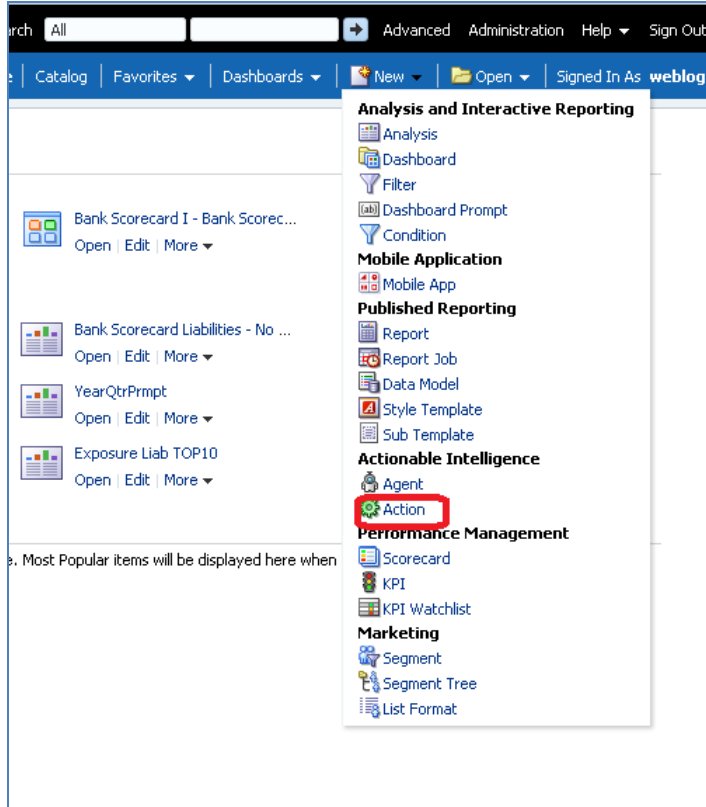 rch All Advanced Administration Help Sign Out
Catalog Favorites Dashboards New Open Signed In As weblog
Analysis and Interactive Reporting
Analysis
Dashboard
Filter
Dashboard Prompt
Condition
Mobile Application
Mobile App
Published Reporting
Report
Report Job
Data Model
Style Template
Sub Template
Actionable Intelligence
Agent
Action
Performance Management
Scorecard
KPI
KPI Watchlist
Marketing
Segment
Segment Tree
List Format
Bank Scorecard I - Bank Scorec...
Open | Edit | More
Bank Scorecard Liabilities - No ...
Open | Edit | More
YearQtrPrmpt
Open | Edit | More
Exposure Liab TOP10
Open | Edit | More
e. Most Popular items will be displayed here when